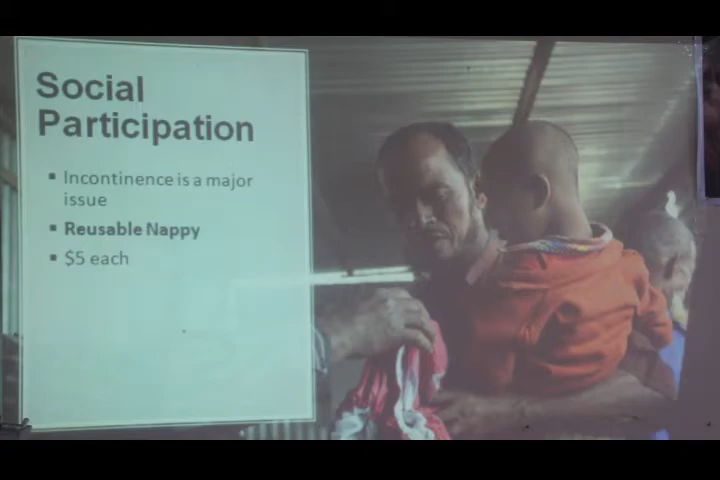 Social
Participation
▪ Incontinence is a major
issue
▪ Reusable Nappy
▪ $5 each